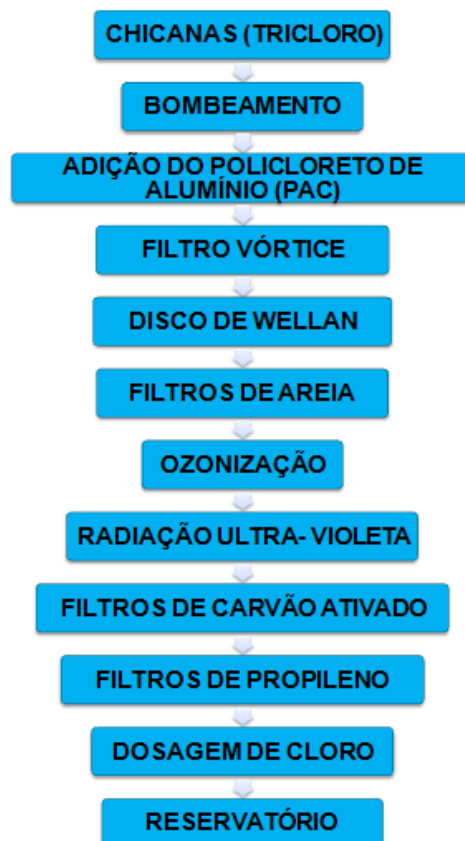 CHICANAS (TRICLORO)
BOMBEAMENTO
ADIÇÃO DO POLICLORETO DE
ALUMÍNIO (PAC)
FILTRO VÓRTICE
DISCO DE WELLAN
FILTROS DE AREIA
OZONIZAÇÃO
RADIAÇÃO ULTRA- VIOLETA
FILTROS DE CARVÃO ATIVADO
FILTROS DE PROPILENO
DOSAGEM DE CLORO
RESERVATÓRIO